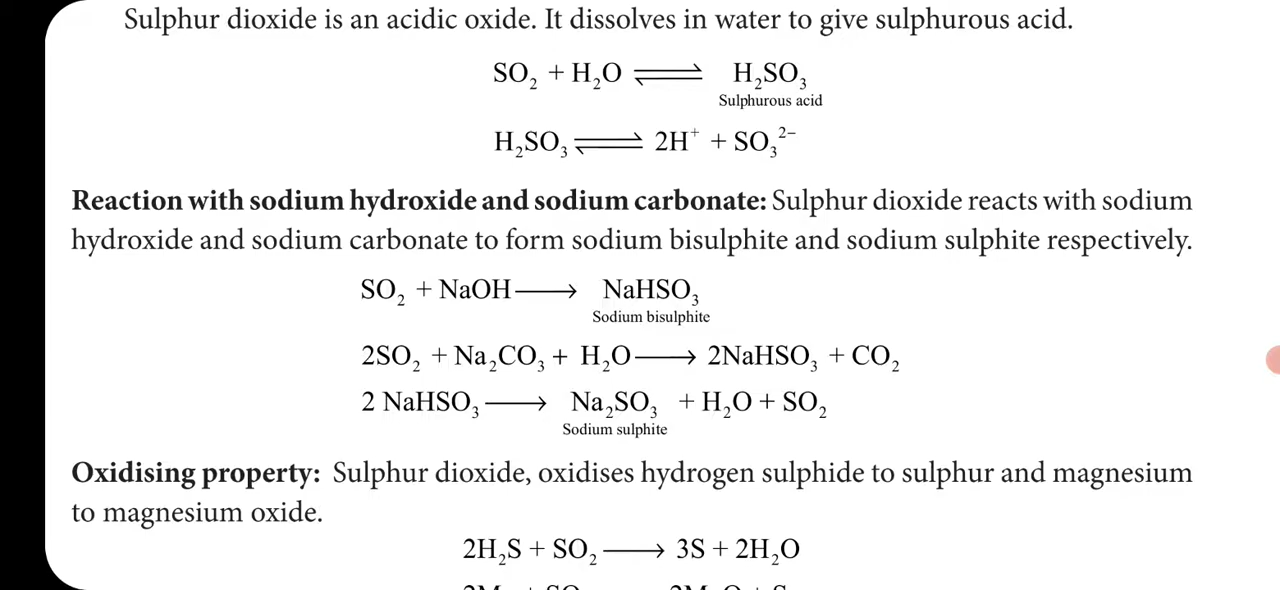 Sulphur dioxide is an acidic oxide. It dissolves in water to give sulphurous acid.
SO₂ + H₂O ⇌ H₂SO₃
Sulphurous acid
H₂SO₃ ⇌ 2H⁺ + SO₃²⁻
Reaction with sodium hydroxide and sodium carbonate: Sulphur dioxide reacts with sodium
hydroxide and sodium carbonate to form sodium bisulphite and sodium sulphite respectively.
SO₂ + NaOH ⟶ NaHSO₃
Sodium bisulphite
2SO₂ + Na₂CO₃ + H₂O ⟶ 2NaHSO₃ + CO₂
2 NaHSO₃ ⟶ Na₂SO₃ + H₂O + SO₂
Sodium sulphite
Oxidising property: Sulphur dioxide, oxidises hydrogen sulphide to sulphur and magnesium
to magnesium oxide.
2H₂S + SO₂ ⟶ 3S + 2H₂O